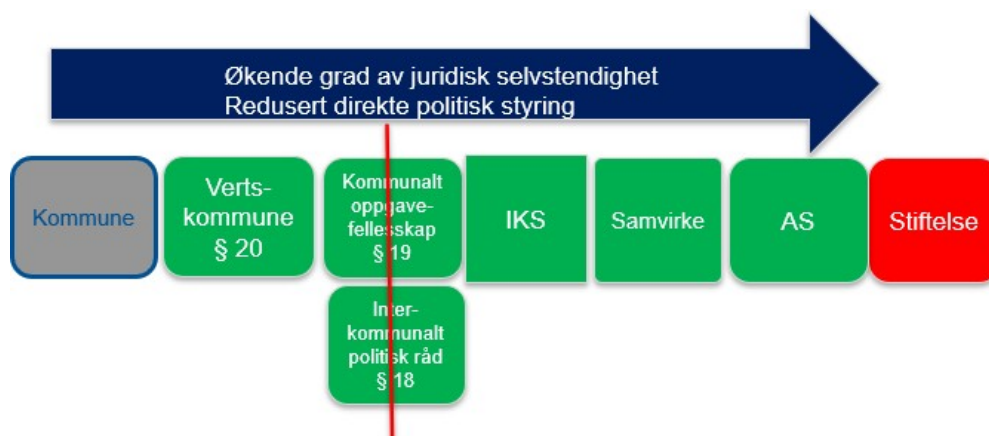 Økende grad av juridisk selvstendighet
Redusert direkte politisk styring
Kommune
Verts-
kommune
§ 20
Kommunalt
oppgave-
fellesskap
§ 19
IKS
Samvirke
AS
Stiftelse
Inter-
kommunalt
politisk råd
§ 18